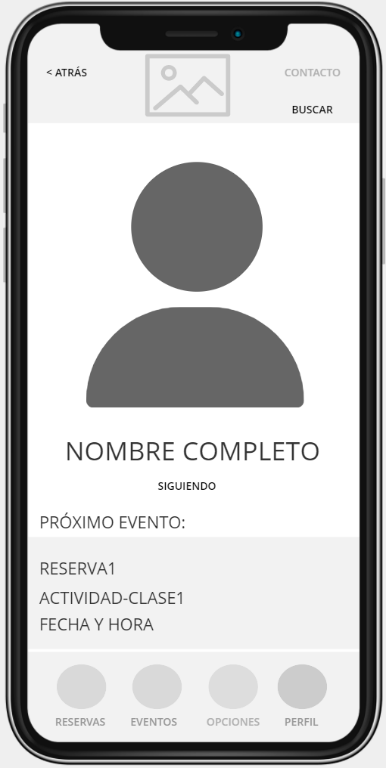 < ATRÁS
CONTACTO
BUSCAR
NOMBRE COMPLETO
SIGUIENDO
PRÓXIMO EVENTO:
RESERVA1
ACTIVIDAD-CLASE1
FECHA Y HORA
RESERVAS EVENTOS OPCIONES PERFIL